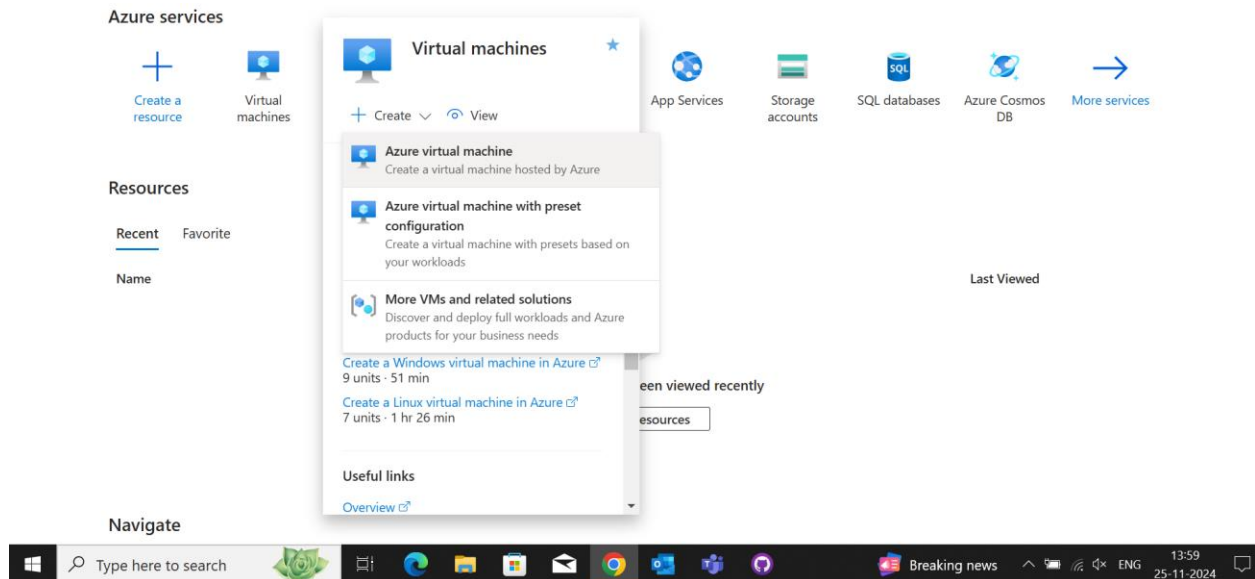 Azure services
Create a
resource
Virtual
machines
Virtual machines
Create
View
Azure virtual machine
Create a virtual machine hosted by Azure
Azure virtual machine with preset
configuration
Create a virtual machine with presets based on
your workloads
More VMs and related solutions
Discover and deploy full workloads and Azure
products for your business needs
Create a Windows virtual machine in Azure
9 units · 51 min
Create a Linux virtual machine in Azure
7 units · 1 hr 26 min
Useful links
Overview
App Services
Storage
accounts
SQL
SQL databases
Azure Cosmos
DB
More services
Resources
Recent Favorite
Name
Last Viewed
een viewed recently
esources
Navigate
Type here to search
Breaking news
ENG
13:59
25-11-2024